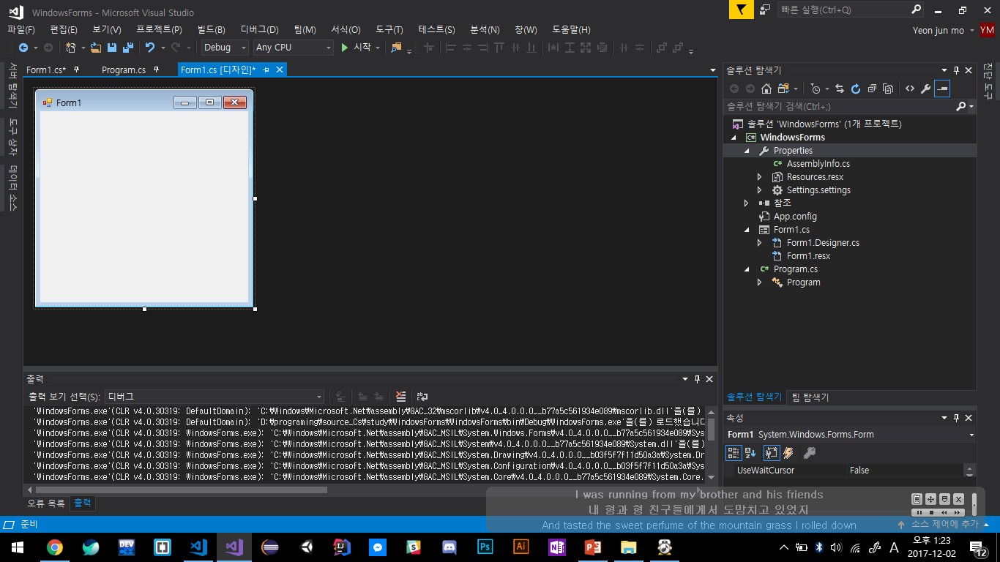 WindowsForms - Microsoft Visual Studio
빠른 실행(Ctrl+Q)
파일(F) 편집(E) 보기(V) 프로젝트(P) 빌드(B) 디버그(D) 팀(M) 서식(O) 도구(T) 테스트(S) 분석(N) 창(W) 도움말(H)
Yeon jun mo YM
Debug Any CPU 시작
서버 탐색기
도구 상자
데이터 소스
Form1.cs* Program.cs Form1.cs [디자인]*
Form1
솔루션 탐색기
솔루션 탐색기 검색(Ctrl+;)
솔루션 'WindowsForms' (1개 프로젝트)
WindowsForms
Properties
AssemblyInfo.cs
Resources.resx
Settings.settings
참조
App.config
Form1.cs
Form1.Designer.cs
Form1.resx
Program.cs
Program
진단 도구
솔루션 탐색기 팀 탐색기
출력
출력 보기 선택(S): 디버그
'WindowsForms.exe'(CLR v4.0.30319: DefaultDomain): 'C:₩Windows₩Microsoft.Net₩assembly₩GAC_32₩mscorlib₩v4.0_4.0.0.0__b77a5c561934e089₩mscorlib.dll'을(를)
'WindowsForms.exe'(CLR v4.0.30319: DefaultDomain): 'D:₩programing₩source_Cs₩study₩WindowsForms₩WindowsForms₩bin₩Debug₩WindowsForms.exe'을(를) 로드했습니다
'WindowsForms.exe'(CLR v4.0.30319: WindowsForms.exe): 'C:₩Windows₩Microsoft.Net₩assembly₩GAC_MSIL₩System.Windows.Forms₩v4.0_4.0.0.0__b77a5c561934e089₩Sys
'WindowsForms.exe'(CLR v4.0.30319: WindowsForms.exe): 'C:₩Windows₩Microsoft.Net₩assembly₩GAC_MSIL₩System₩v4.0_4.0.0.0__b77a5c561934e089₩System.dll'을(를)
'WindowsForms.exe'(CLR v4.0.30319: WindowsForms.exe): 'C:₩Windows₩Microsoft.Net₩assembly₩GAC_MSIL₩System.Drawing₩v4.0_4.0.0.0__b03f5f7f11d50a3a₩System.Dr
'WindowsForms.exe'(CLR v4.0.30319: WindowsForms.exe): 'C:₩Windows₩Microsoft.Net₩assembly₩GAC_MSIL₩System.Configuration₩v4.0_4.0.0.0__b03f5f7f11d50a3a₩Sys
'WindowsForms.exe'(CLR v4.0.30319: WindowsForms.exe): 'C:₩Windows₩Microsoft.Net₩assembly₩GAC_MSIL₩System.Core₩v4.0_4.0.0.0__b77a5c561934e089₩System.Core.
오류 목록 출력
속성
Form1 System.Windows.Forms.Form
UseWaitCursor False
I was running from my brother and his friends
내 형과 형 친구들에게서 도망치고 있었지
And tasted the sweet perfume of the mountain grass I rolled down
준비
소스 제어에 추가
DEV
Ps
Ai
A
오후 1:23
2017-12-02
12